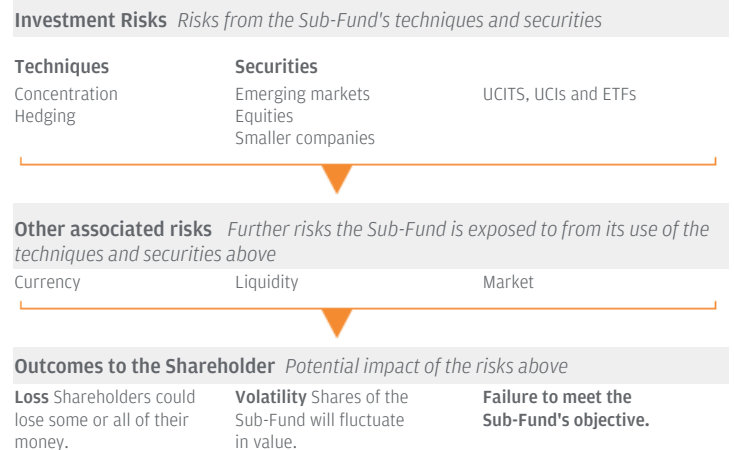 Investment Risks Risks from the Sub-Fund's techniques and securities
Techniques Securities
Concentration Emerging markets UCITS, UCIs and ETFs
Hedging Equities
Smaller companies
Other associated risks Further risks the Sub-Fund is exposed to from its use of the
techniques and securities above
Currency Liquidity Market
Outcomes to the Shareholder Potential impact of the risks above
Loss Shareholders could
lose some or all of their
money.
Volatility Shares of the
Sub-Fund will fluctuate
in value.
Failure to meet the
Sub-Fund's objective.